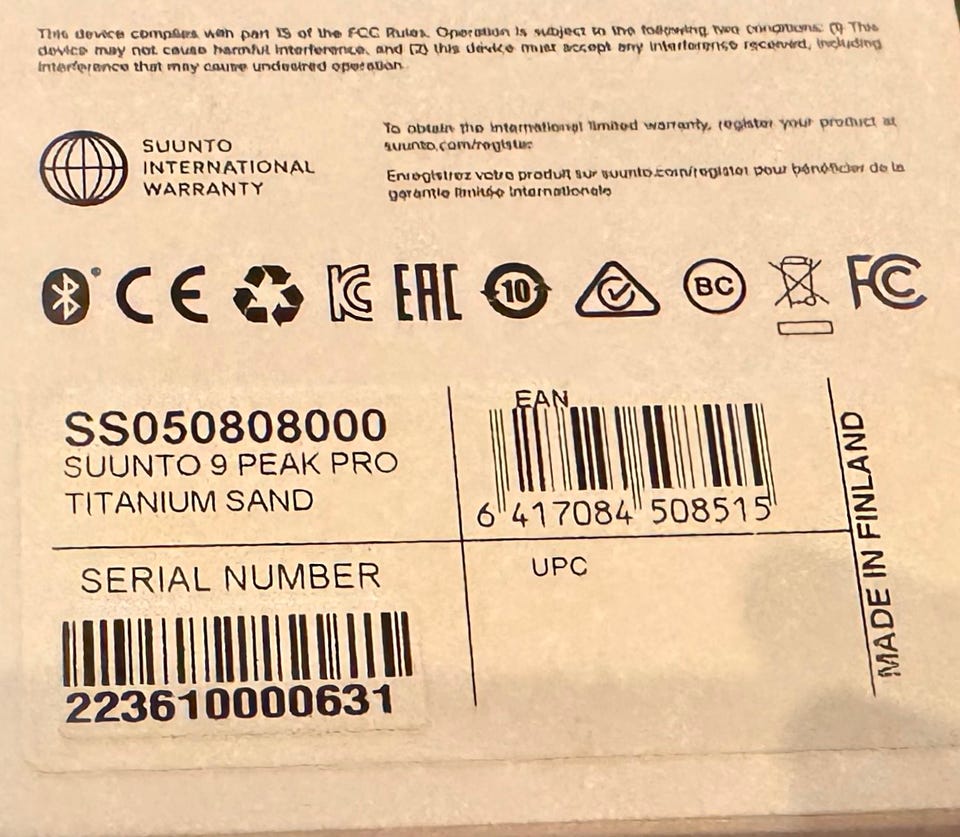 This device complies with part 15 of the FCC Rules. Operation is subject to the following two conditions: (1) This
device may not cause harmful interference, and (2) this device must accept any interference received, including
interference that may cause undesired operation.
SUUNTO
INTERNATIONAL
WARRANTY
To obtain the international limited warranty, register your product at
suunto.com/register
Enregistrez votre produit sur suunto.com/register pour bénéficier de la
garantie limitée internationale
CE
KC
EAC
10
BC
FC
SS050808000
SUUNTO 9 PEAK PRO
TITANIUM SAND
EAN
6 417084 508515
MADE IN FINLAND
SERIAL NUMBER
223610000631
UPC